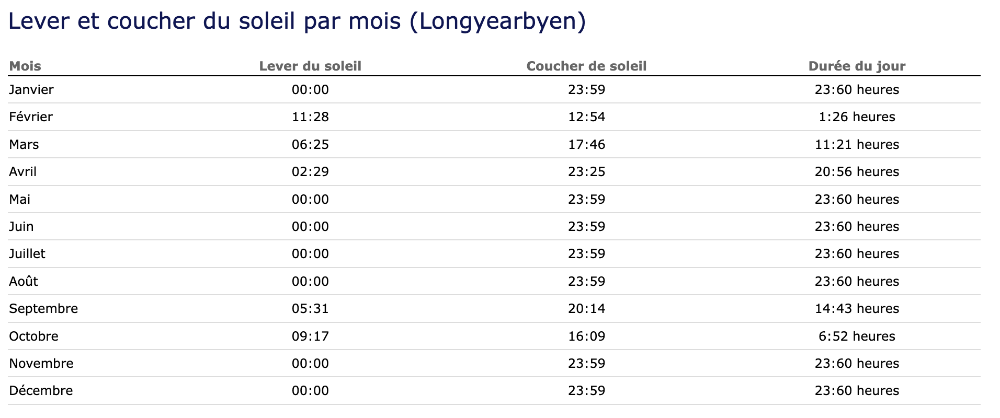 Lever et coucher du soleil par mois (Longyearbyen)
Mois Lever du soleil Coucher de soleil Durée du jour
Janvier 00:00 23:59 23:60 heures
Février 11:28 12:54 1:26 heures
Mars 06:25 17:46 11:21 heures
Avril 02:29 23:25 20:56 heures
Mai 00:00 23:59 23:60 heures
Juin 00:00 23:59 23:60 heures
Juillet 00:00 23:59 23:60 heures
Août 00:00 23:59 23:60 heures
Septembre 05:31 20:14 14:43 heures
Octobre 09:17 16:09 6:52 heures
Novembre 00:00 23:59 23:60 heures
Décembre 00:00 23:59 23:60 heures